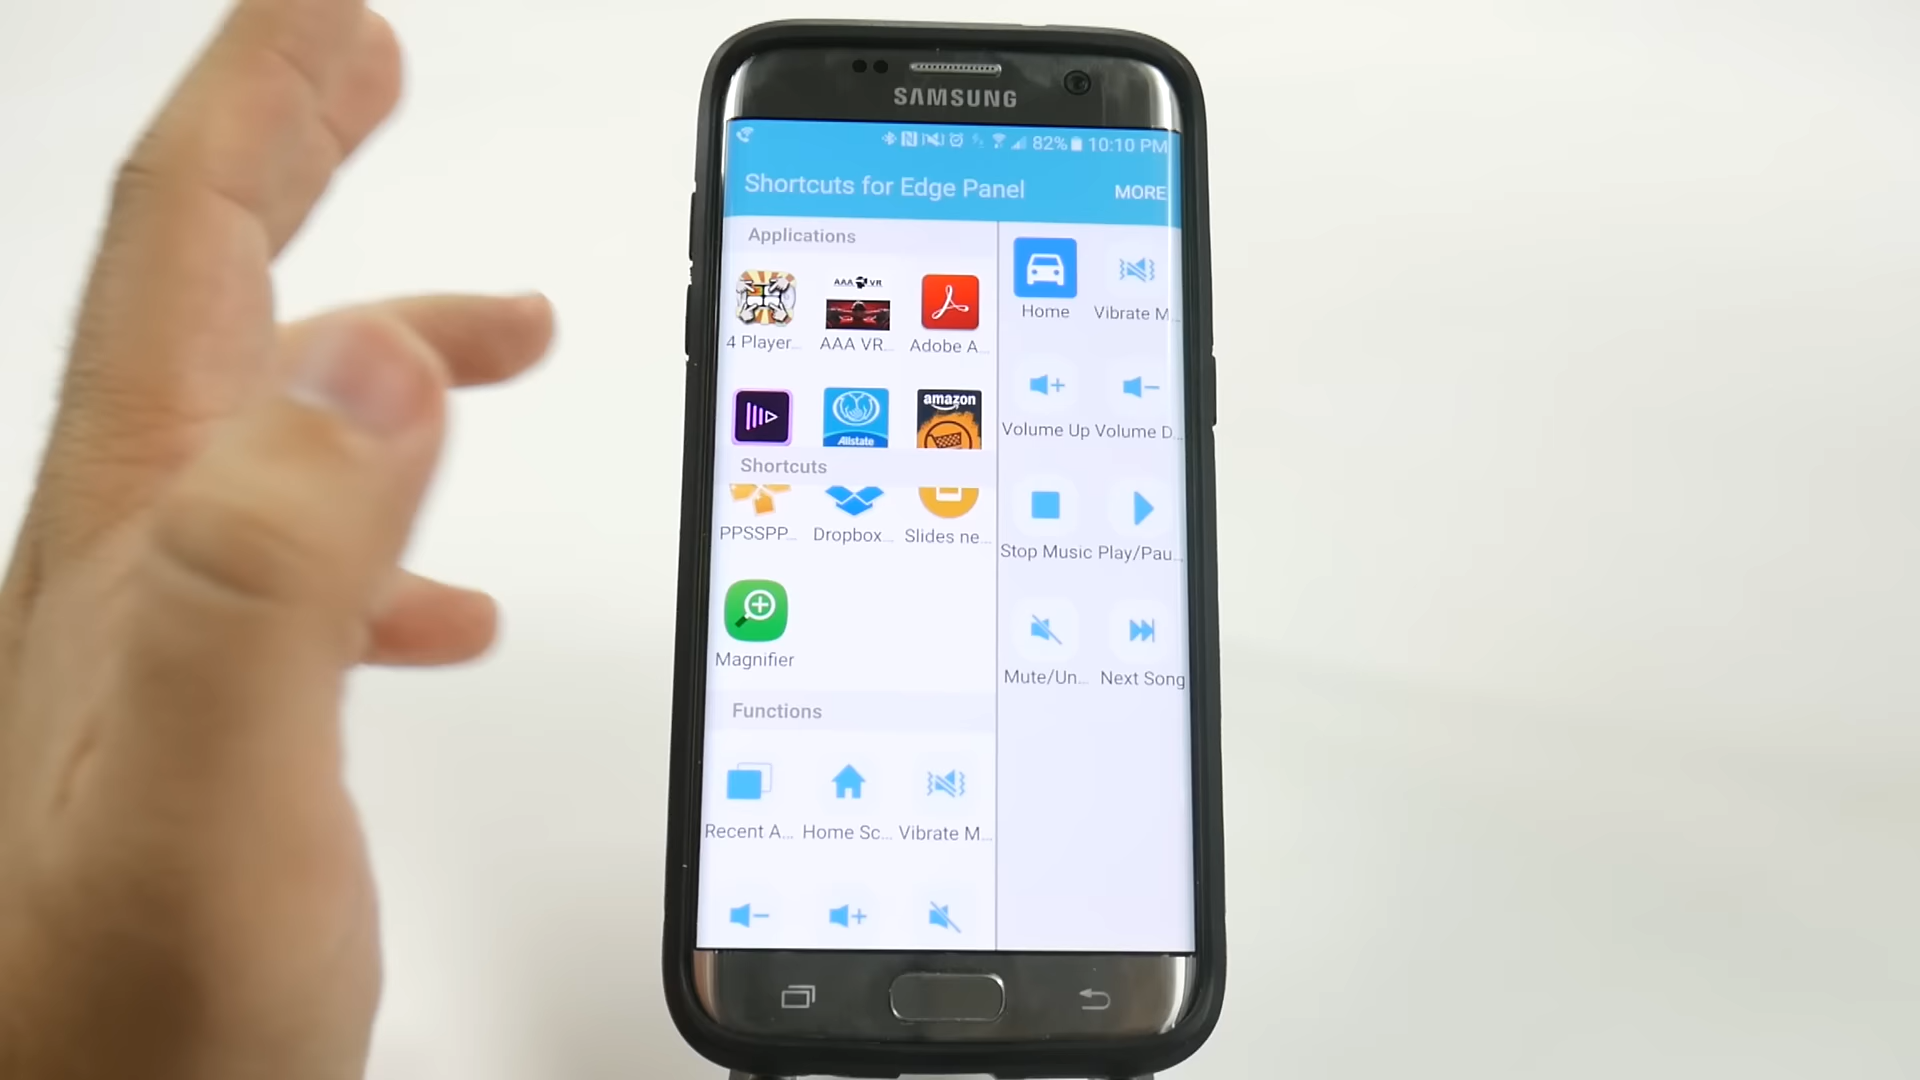 SAMSUNG
82% 10:10 PM
Shortcuts for Edge Panel
MORE
Applications
4 Player...
AAA VR...
Adobe A...
AAA VR
Allstate
amazon
Shortcuts
PPSSPP...
Dropbox...
Slides ne...
Magnifier
Functions
Recent A...
Home Sc...
Vibrate M...
Home
Vibrate M...
Volume Up
Volume D...
Stop Music
Play/Pau...
Mute/Un...
Next Song